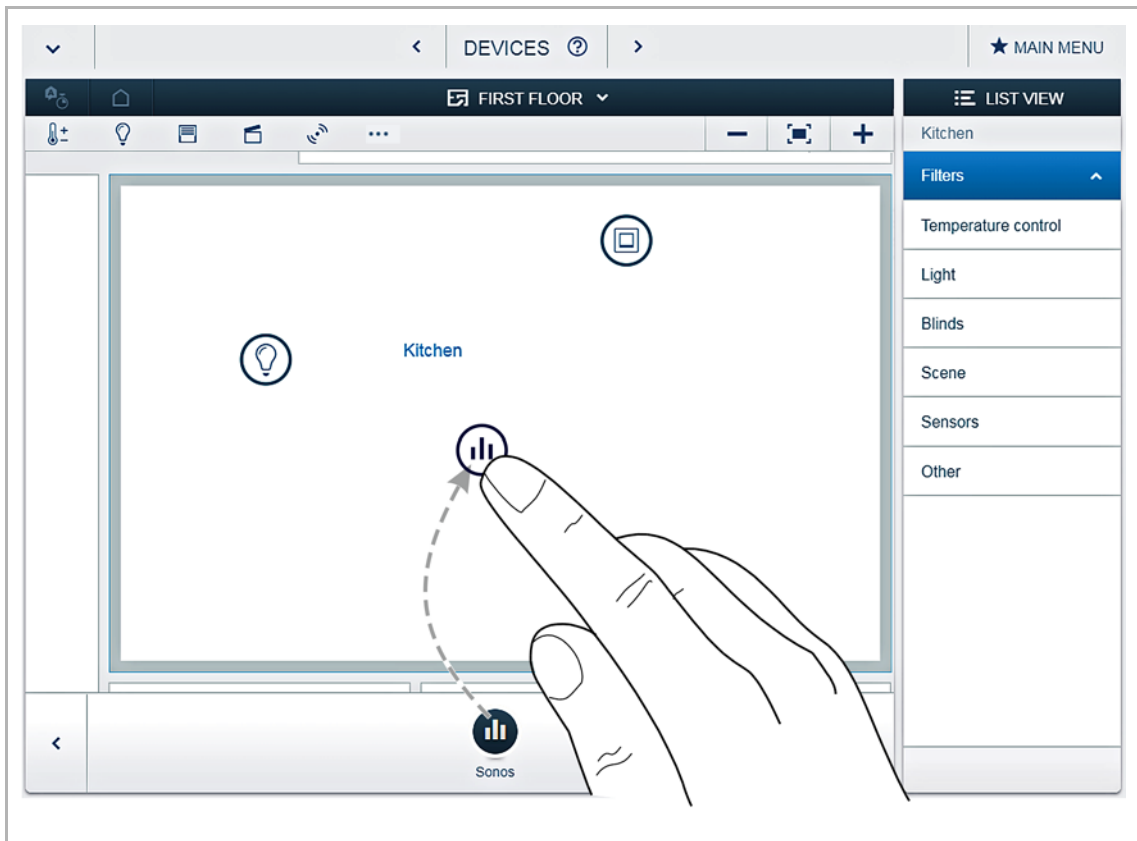 DEVICES ?
MAIN MENU
FIRST FLOOR
LIST VIEW
Kitchen
Filters
Temperature control
Light
Blinds
Scene
Sensors
Other
Kitchen
Sonos